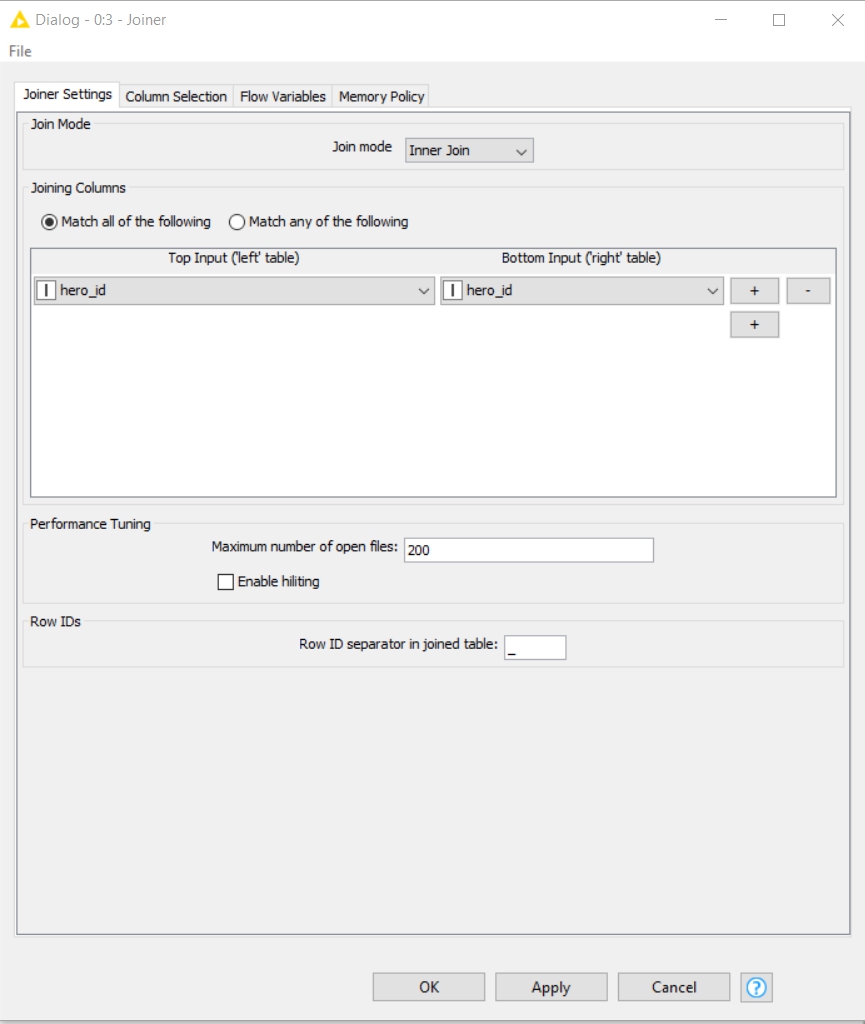 Dialog - 0:3 - Joiner
File
Joiner Settings Column Selection Flow Variables Memory Policy
Join Mode
Join mode Inner Join
Joining Columns
Match all of the following Match any of the following
Top Input ('left' table) Bottom Input ('right' table)
I hero_id I hero_id + -
+
Performance Tuning
Maximum number of open files: 200
Enable hiliting
Row IDs
Row ID separator in joined table: _
OK Apply Cancel ?